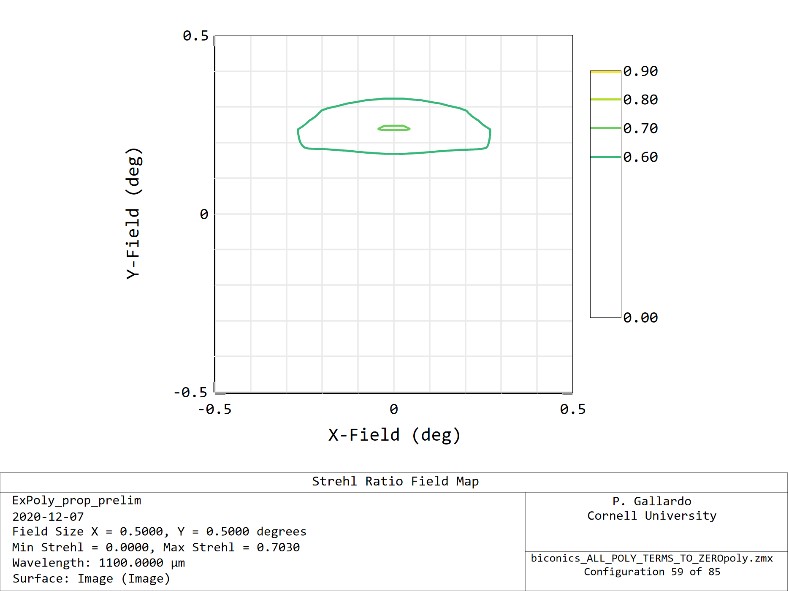 0.5
0
-0.5
Y-Field (deg)
-0.5
0
0.5
X-Field (deg)
0.90
0.80
0.70
0.60
0.00
Strehl Ratio Field Map
ExPoly_prop_prelim
2020-12-07
Field Size X = 0.5000, Y = 0.5000 degrees
Min Strehl = 0.0000, Max Strehl = 0.7030
Wavelength: 1100.0000 µm
Surface: Image (Image)
P. Gallardo
Cornell University
biconics_ALL_POLY_TERMS_TO_ZEROpoly.zmx
Configuration 59 of 85